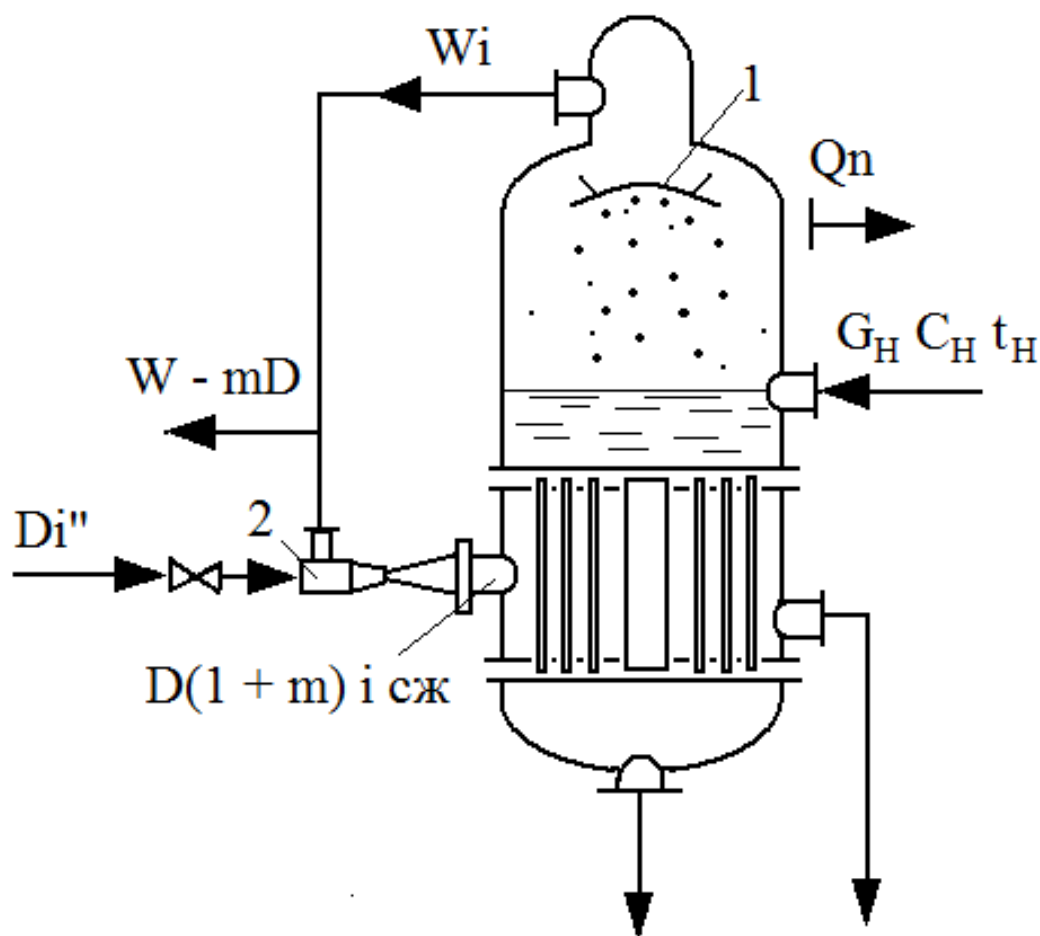 Wi
1
Qn
G_H C_H t_H
W - mD
Di"
2
D(1 + m) i сж